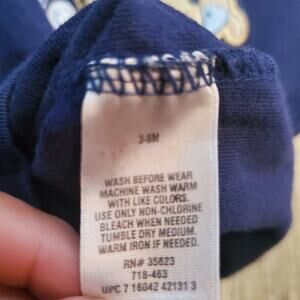 3-6M
WASH BEFORE WEAR
MACHINE WASH WARM
WITH LIKE COLORS.
USE ONLY NON-CHLORINE
BLEACH WHEN NEEDED.
TUMBLE DRY MEDIUM.
WARM IRON IF NEEDED.
RN# 35623
718-463
UPC 7 16042 42131 3